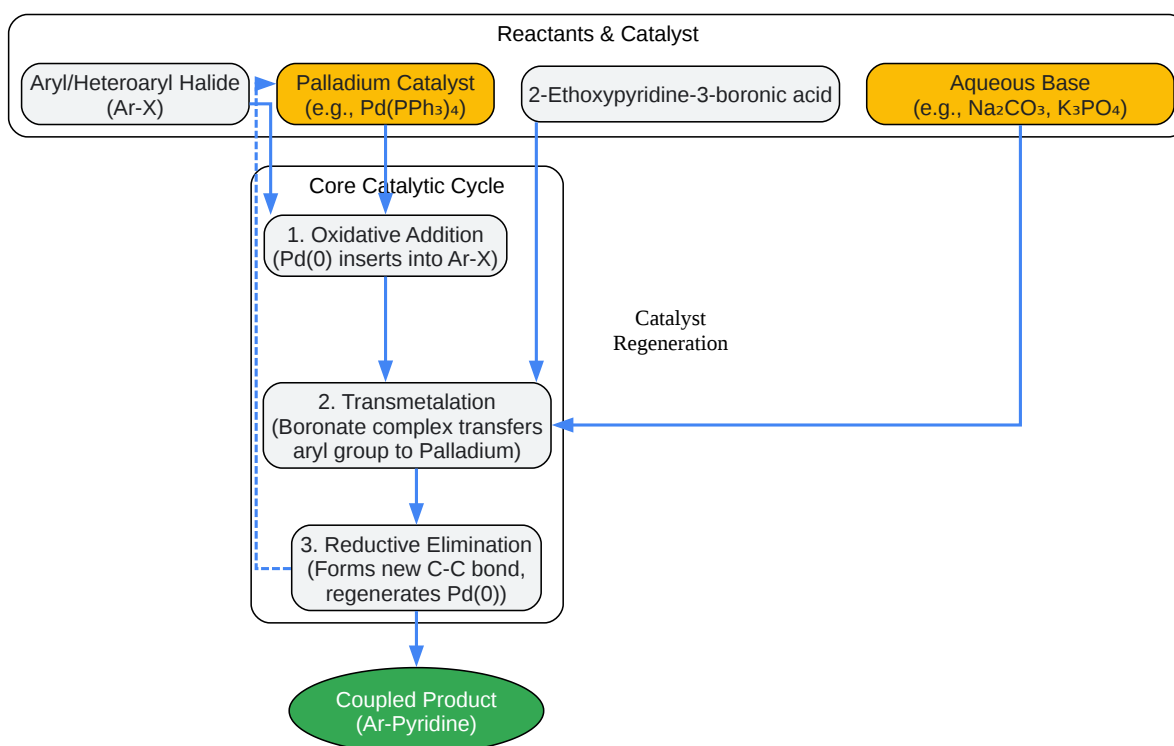 Reactants & Catalyst
Aryl/Heteroaryl Halide
(Ar-X)
Palladium Catalyst
(e.g., Pd(PPh₃)₄)
2-Ethoxypyridine-3-boronic acid
Aqueous Base
(e.g., Na₂CO₃, K₃PO₄)
Core Catalytic Cycle
1. Oxidative Addition
(Pd(0) inserts into Ar-X)
Catalyst
Regeneration
2. Transmetalation
(Boronate complex transfers
aryl group to Palladium)
3. Reductive Elimination
(Forms new C-C bond,
regenerates Pd(0))
Coupled Product
(Ar-Pyridine)